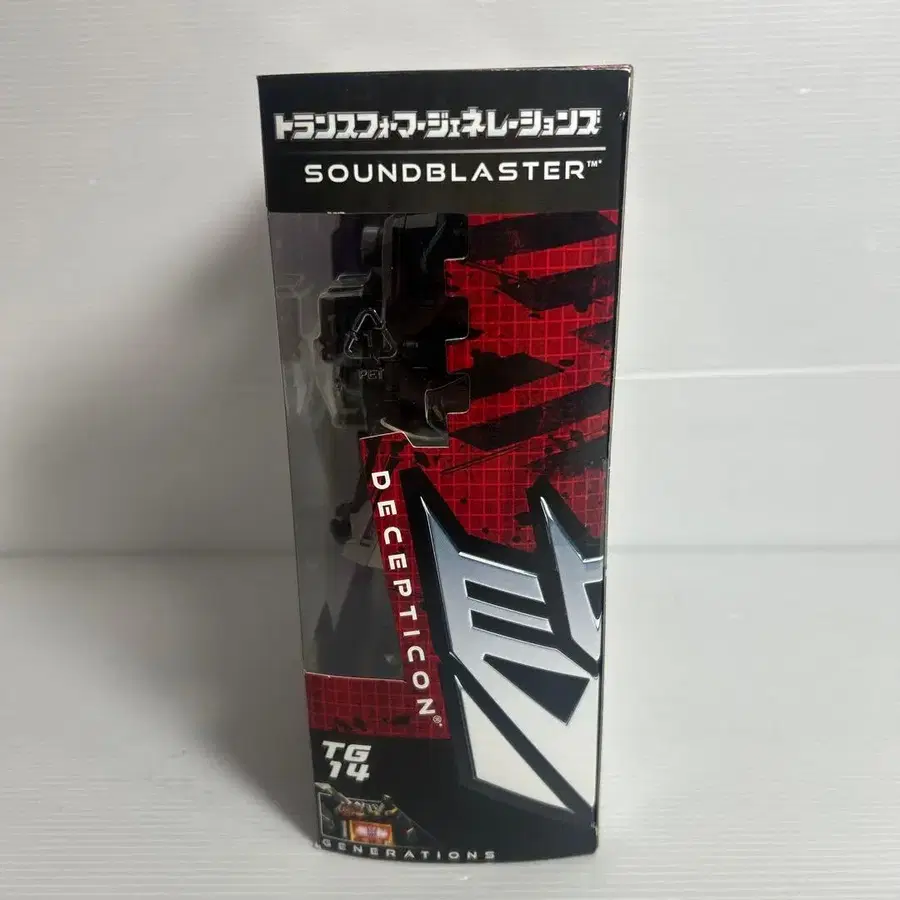 トランスフォーマージェネレーションズ
SOUNDBLASTER™
PET
DECEPTICON®
TG
14
GENERATIONS